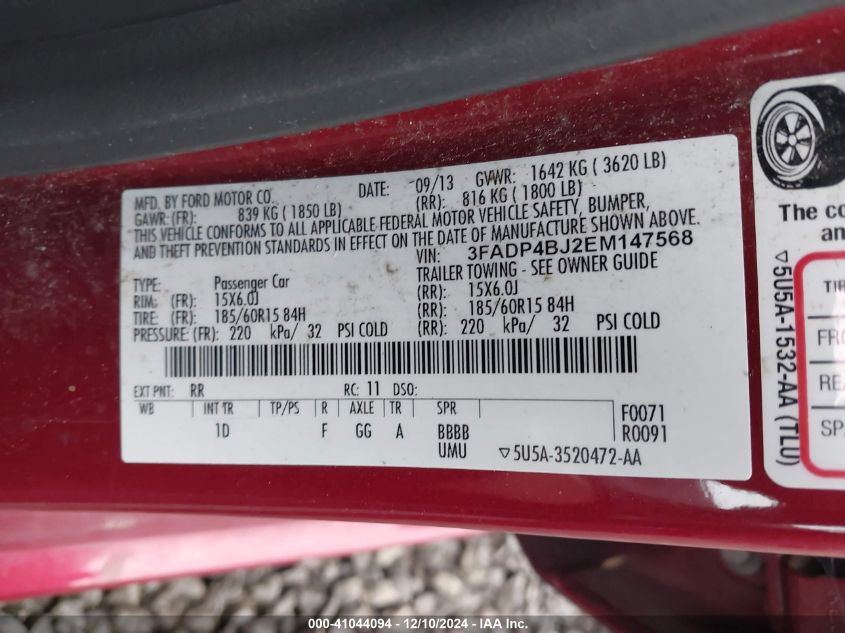 MFD. BY FORD MOTOR CO. DATE: 09/13 GVWR: 1642 KG ( 3620 LB)
GAWR: (FR): 839 KG ( 1850 LB) (RR): 816 KG ( 1800 LB)
THIS VEHICLE CONFORMS TO ALL APPLICABLE FEDERAL MOTOR VEHICLE SAFETY, BUMPER,
AND THEFT PREVENTION STANDARDS IN EFFECT ON THE DATE OF MANUFACTURE SHOWN ABOVE.
VIN: 3FADP4BJ2EM147568
TYPE: Passenger Car TRAILER TOWING - SEE OWNER GUIDE
RIM: (FR): 15X6.0J (RR): 15X6.0J
TIRE: (FR): 185/60R15 84H (RR): 185/60R15 84H
PRESSURE: (FR): 220 kPa/ 32 PSI COLD (RR): 220 kPa/ 32 PSI COLD
EXT PNT: RR RC: 11 DSO:
WB INT TR TP/PS R AXLE TR SPR F0071
1D F GG A BBBB R0091
UMU ▽5U5A-3520472-AA
The co
an
TIR
FRO
REA
SPA
▽5U5A-1532-AA (TLU)
000-41044094 - 12/10/2024 - IAA Inc.